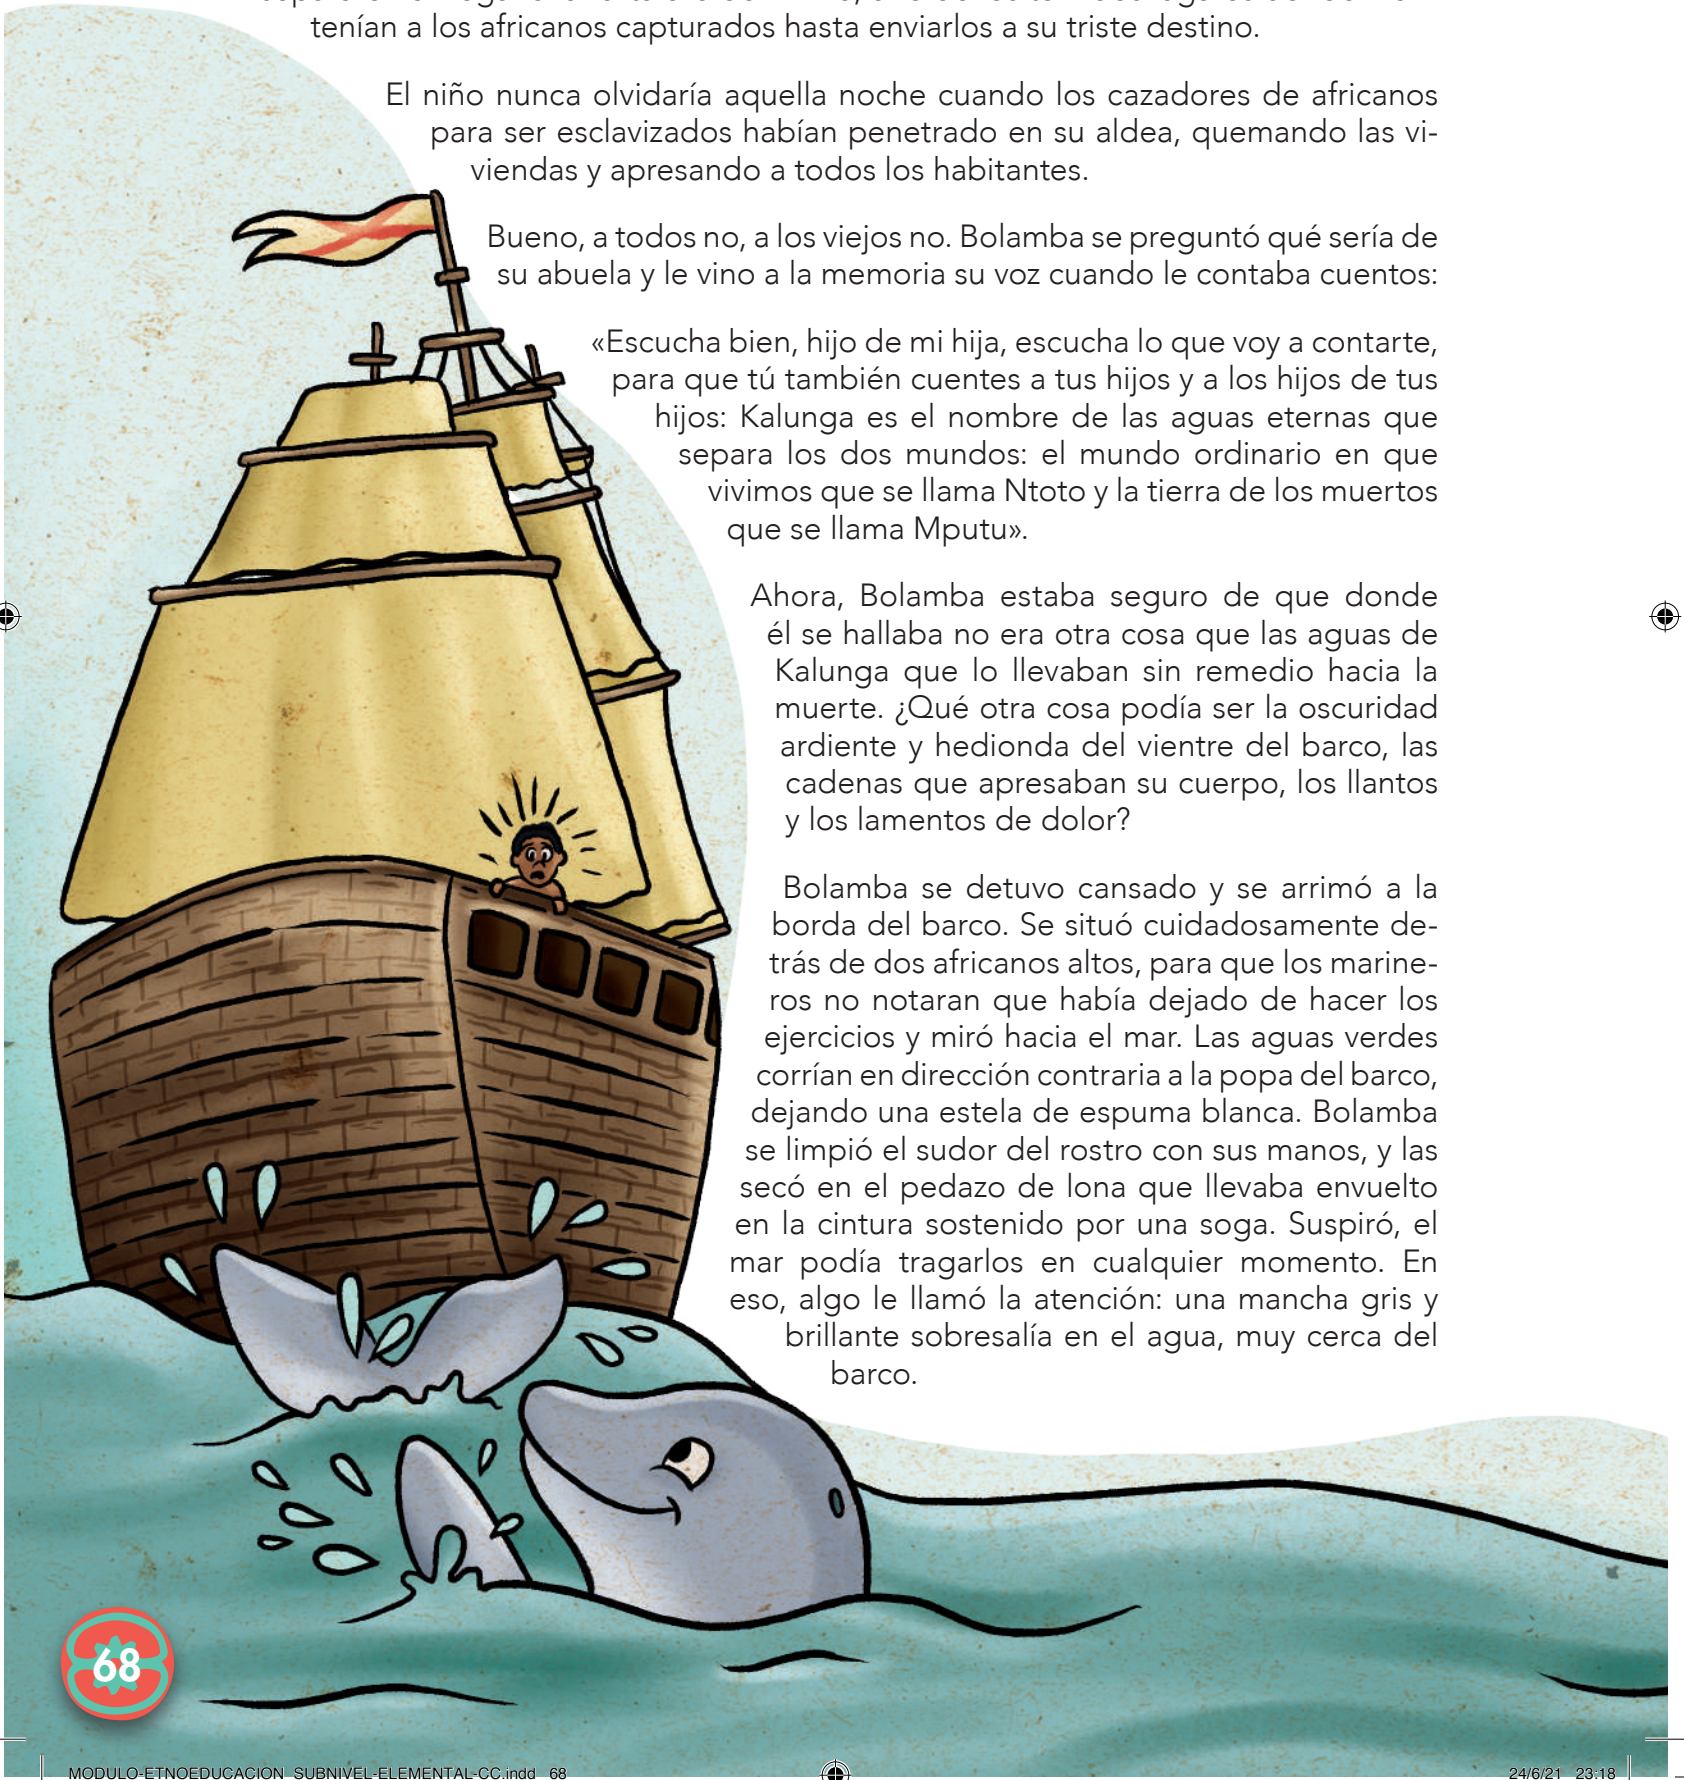 tenían a los africanos capturados hasta enviarlos a su triste destino.
El niño nunca olvidaría aquella noche cuando los cazadores de africanos
para ser esclavizados habían penetrado en su aldea, quemando las vi-
viendas y apresando a todos los habitantes.
Bueno, a todos no, a los viejos no. Bolamba se preguntó qué sería de
su abuela y le vino a la memoria su voz cuando le contaba cuentos:
«Escucha bien, hijo de mi hija, escucha lo que voy a contarte,
para que tú también cuentes a tus hijos y a los hijos de tus
hijos: Kalunga es el nombre de las aguas eternas que
separa los dos mundos: el mundo ordinario en que
vivimos que se llama Ntoto y la tierra de los muertos
que se llama Mputu».
Ahora, Bolamba estaba seguro de que donde
él se hallaba no era otra cosa que las aguas de
Kalunga que lo llevaban sin remedio hacia la
muerte. ¿Qué otra cosa podía ser la oscuridad
ardiente y hedionda del vientre del barco, las
cadenas que apresaban su cuerpo, los llantos
y los lamentos de dolor?
Bolamba se detuvo cansado y se arrimó a la
borda del barco. Se situó cuidadosamente de-
trás de dos africanos altos, para que los marine-
ros no notaran que había dejado de hacer los
ejercicios y miró hacia el mar. Las aguas verdes
corrían en dirección contraria a la popa del barco,
dejando una estela de espuma blanca. Bolamba
se limpió el sudor del rostro con sus manos, y las
secó en el pedazo de lona que llevaba envuelto
en la cintura sostenido por una soga. Suspiró, el
mar podía tragarlos en cualquier momento. En
eso, algo le llamó la atención: una mancha gris y
brillante sobresalía en el agua, muy cerca del
barco.
68
MODULO-ETNOEDUCACION_SUBNIVEL-ELEMENTAL-CC.indd 68
24/6/21 23:18